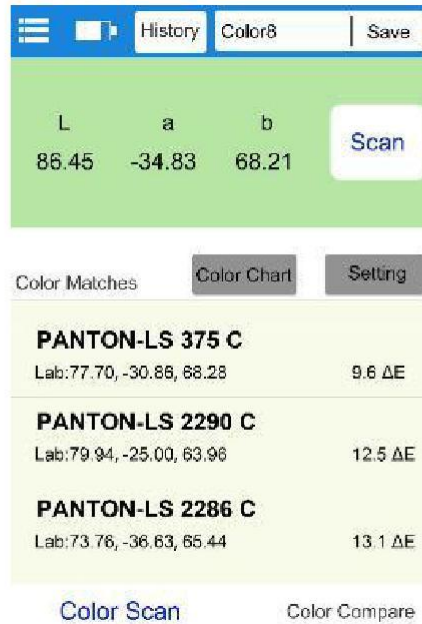 History Color8 Save
L a b
86.45 -34.83 68.21
Scan
Color Matches Color Chart Setting
PANTON-LS 375 C
Lab:77.70, -30.86, 68.28 9.6 ΔE
PANTON-LS 2290 C
Lab:79.94, -25.00, 63.96 12.5 ΔE
PANTON-LS 2286 C
Lab:73.76, -36.63, 65.44 13.1 ΔE
Color Scan Color Compare